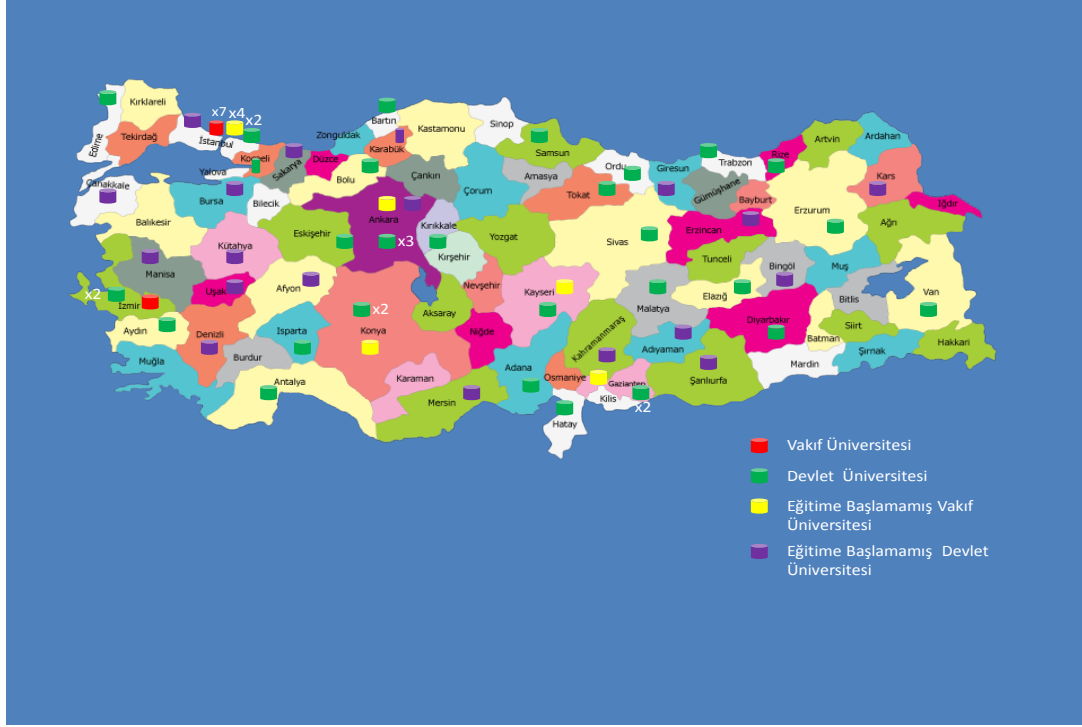 Kırklareli
Edirne
Tekirdağ
x7
x4
x2
İstanbul
Kocaeli
Yalova
Sakarya
Düzce
Zonguldak
Bartın
Karabük
Kastamonu
Sinop
Samsun
Ordu
Giresun
Trabzon
Rize
Artvin
Ardahan
Çanakkale
Bursa
Bilecik
Bolu
Çankırı
Çorum
Amasya
Tokat
Gümüşhane
Bayburt
Erzurum
Kars
Iğdır
Balıkesir
Kütahya
Eskişehir
Ankara
x3
Kırıkkale
Kırşehir
Yozgat
Sivas
Erzincan
Tunceli
Bingöl
Muş
Ağrı
Manisa
x2
İzmir
Uşak
Afyon
x2
Konya
Aksaray
Nevşehir
Kayseri
Malatya
Elazığ
Diyarbakır
Bitlis
Van
Aydın
Denizli
Isparta
Burdur
Niğde
Kahramanmaraş
Adıyaman
Batman
Siirt
Şırnak
Hakkari
Muğla
Antalya
Karaman
Mersin
Adana
Osmaniye
Gaziantep
Kilis
x2
Şanlıurfa
Mardin
Hatay
Vakıf Üniversitesi
Devlet Üniversitesi
Eğitime Başlamamış Vakıf
Üniversitesi
Eğitime Başlamamış Devlet
Üniversitesi